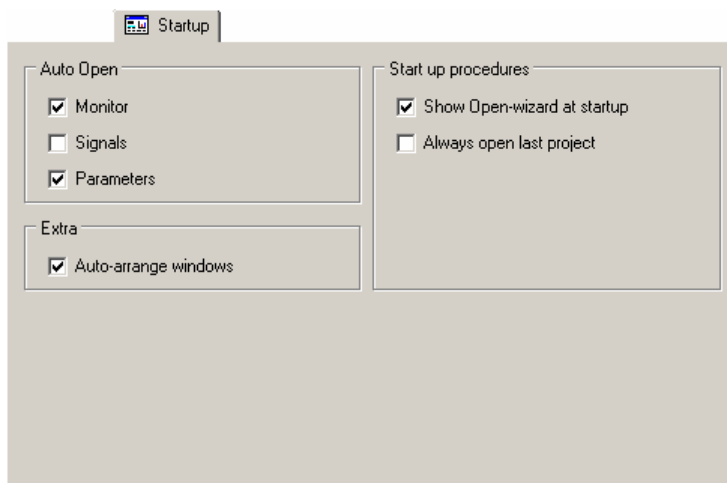 Startup
Auto Open
Monitor
Signals
Parameters
Extra
Auto-arrange windows
Start up procedures
Show Open-wizard at startup
Always open last project